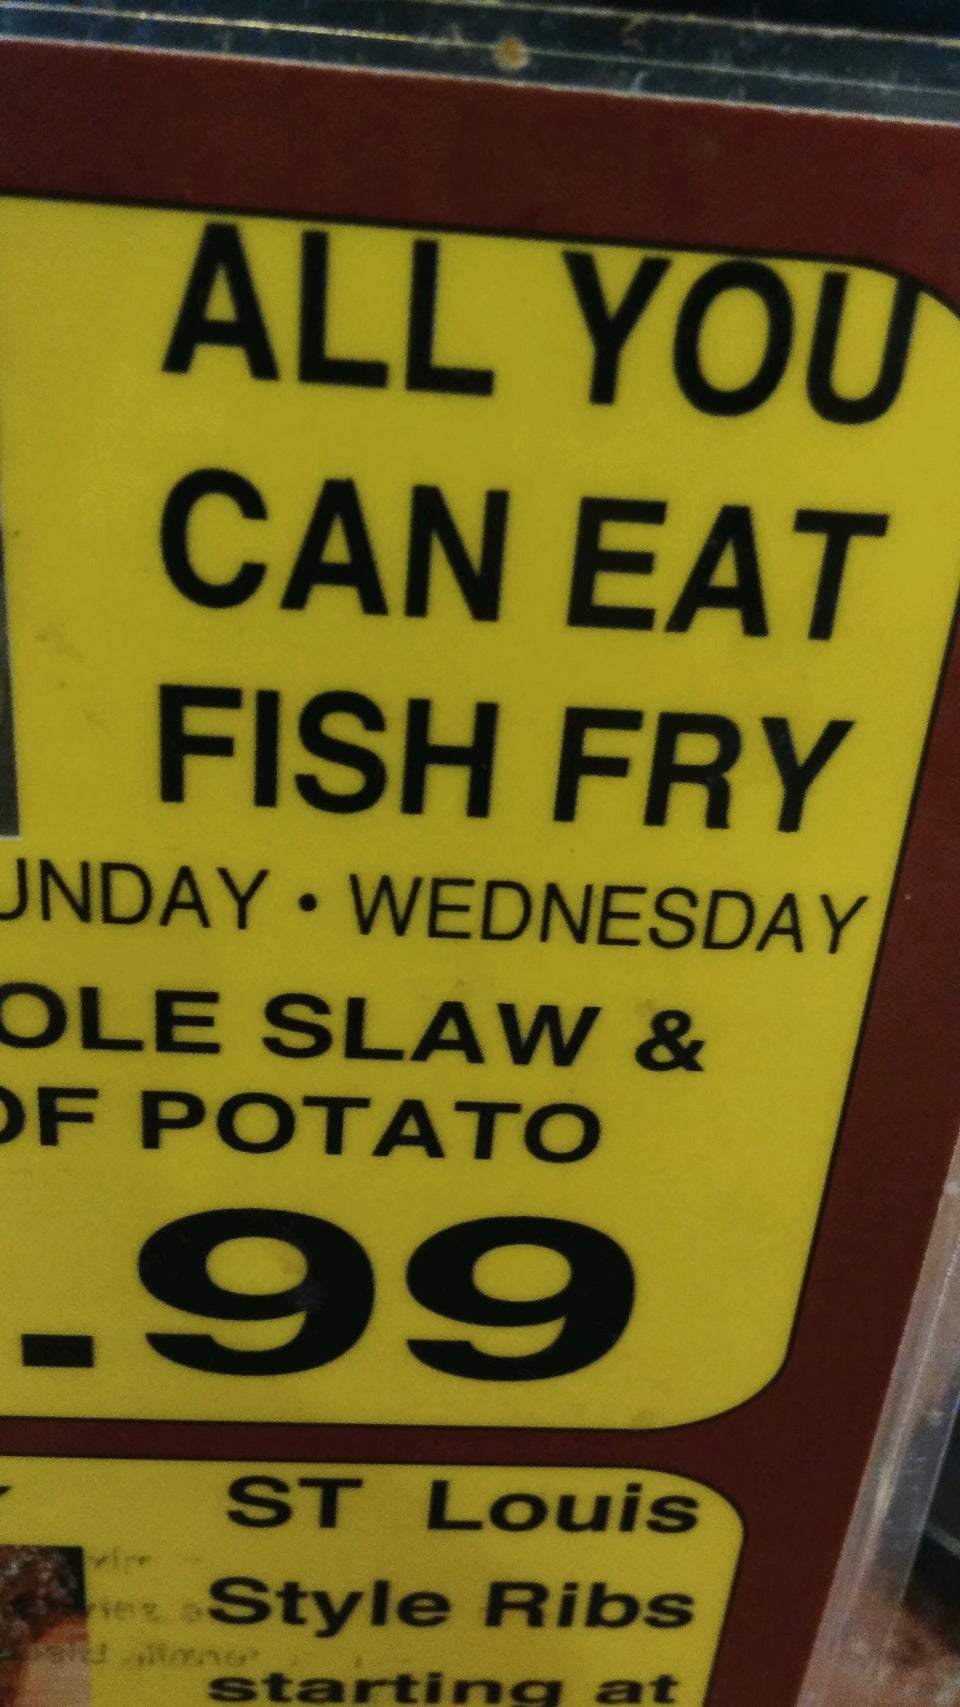 ALL YOU
CAN EAT
FISH FRY
UNDAY · WEDNESDAY
OLE SLAW &
OF POTATO
.99
ST Louis
Style Ribs
starting at